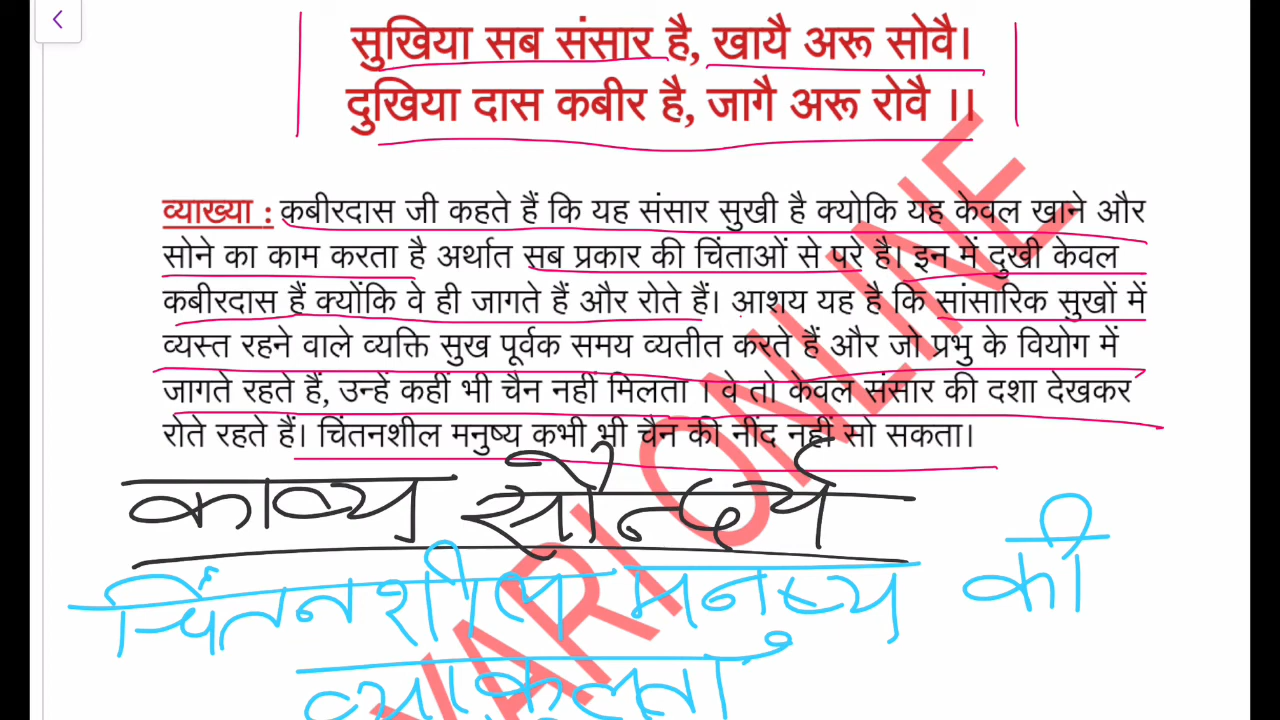 सुखिया सब संसार है, खायै अरू सोवै।
दुखिया दास कबीर है, जागै अरू रोवै ।।
व्याख्या : कबीरदास जी कहते हैं कि यह संसार सुखी है क्योकि यह केवल खाने और
सोने का काम करता है अर्थात सब प्रकार की चिंताओं से परे है। इन में दुखी केवल
कबीरदास हैं क्योंकि वे ही जागते हैं और रोते हैं। आशय यह है कि सांसारिक सुखों में
व्यस्त रहने वाले व्यक्ति सुख पूर्वक समय व्यतीत करते हैं और जो प्रभु के वियोग में
जागते रहते हैं, उन्हें कहीं भी चैन नहीं मिलता । वे तो केवल संसार की दशा देखकर
रोते रहते हैं। चिंतनशील मनुष्य कभी भी चैन की नींद नहीं सो सकता।
काव्य सौन्दर्य
चिंतनशील मनुष्य की
व्याकुलता
ARI ONLINE